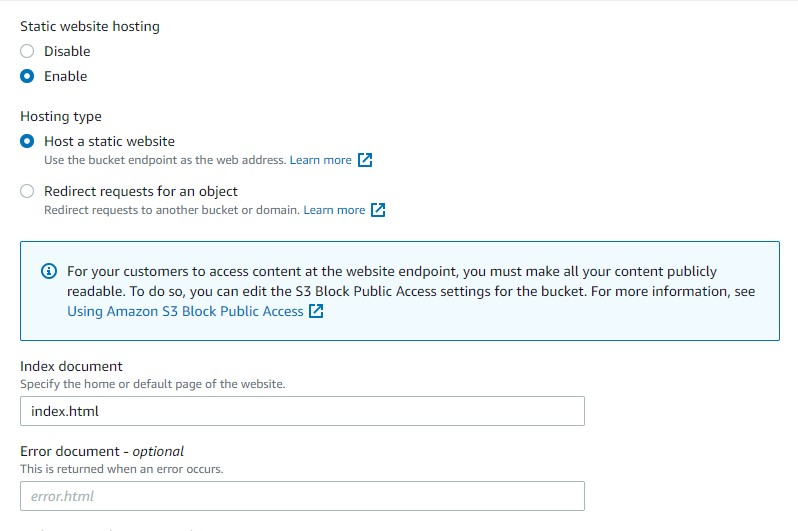 Static website hosting
Disable
Enable
Hosting type
Host a static website
Use the bucket endpoint as the web address. Learn more
Redirect requests for an object
Redirect requests to another bucket or domain. Learn more
For your customers to access content at the website endpoint, you must make all your content publicly
readable. To do so, you can edit the S3 Block Public Access settings for the bucket. For more information, see
Using Amazon S3 Block Public Access
Index document
Specify the home or default page of the website.
index.html
Error document - optional
This is returned when an error occurs.
error.html